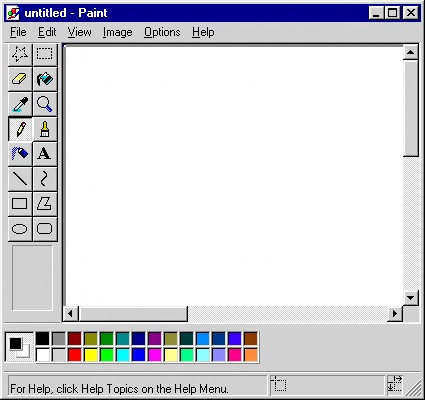 untitled - Paint
File Edit View Image Options Help
A
For Help, click Help Topics on the Help Menu.